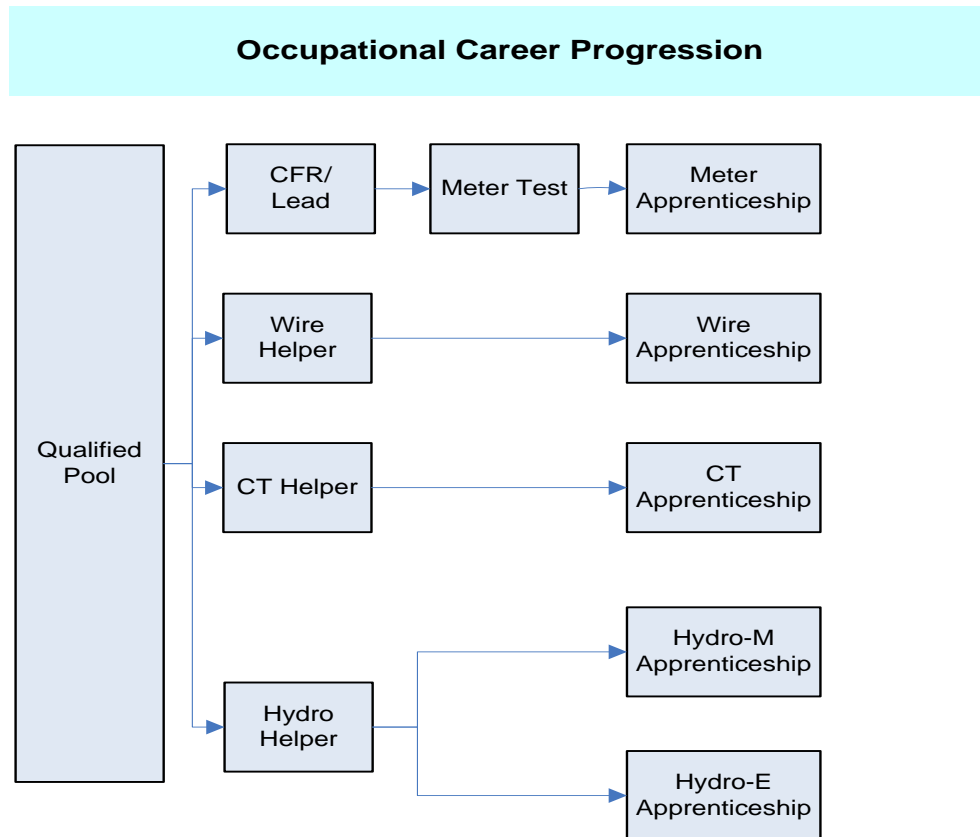 Occupational Career Progression
Qualified
Pool
CFR/
Lead
Meter Test
Meter
Apprenticeship
Wire
Helper
Wire
Apprenticeship
CT Helper
CT
Apprenticeship
Hydro
Helper
Hydro-M
Apprenticeship
Hydro-E
Apprenticeship